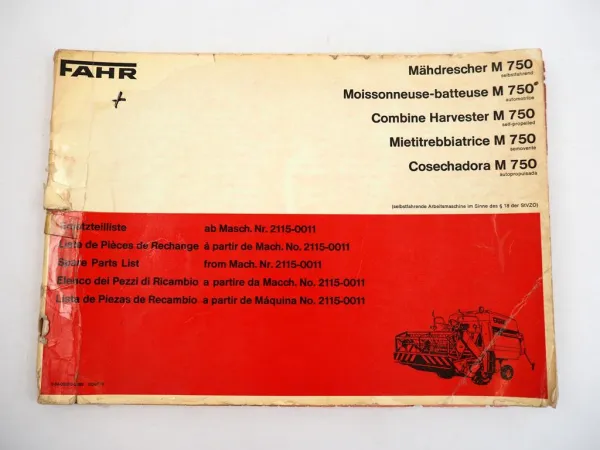 FAHR
Mähdrescher M 750
selbstfahrend
Moissonneuse-batteuse M 750
automotrice
Combine Harvester M 750
self-propelled
Mietitrebbiatrice M 750
semovente
Cosechadora M 750
autopropulsada
(selbstfahrende Arbeitsmaschine im Sinne des § 18 der StVZO)
Ersatzteilliste ab Masch. Nr. 2115-0011
Lista de Pièces de Rechange à partir de Mach. No. 2115-0011
Spare Parts List from Mach. Nr. 2115-0011
Elenco dei Pezzi di Ricambio a partire da Macch. No. 2115-0011
Lista de Piezas de Recambio a partir de Máquina No. 2115-0011